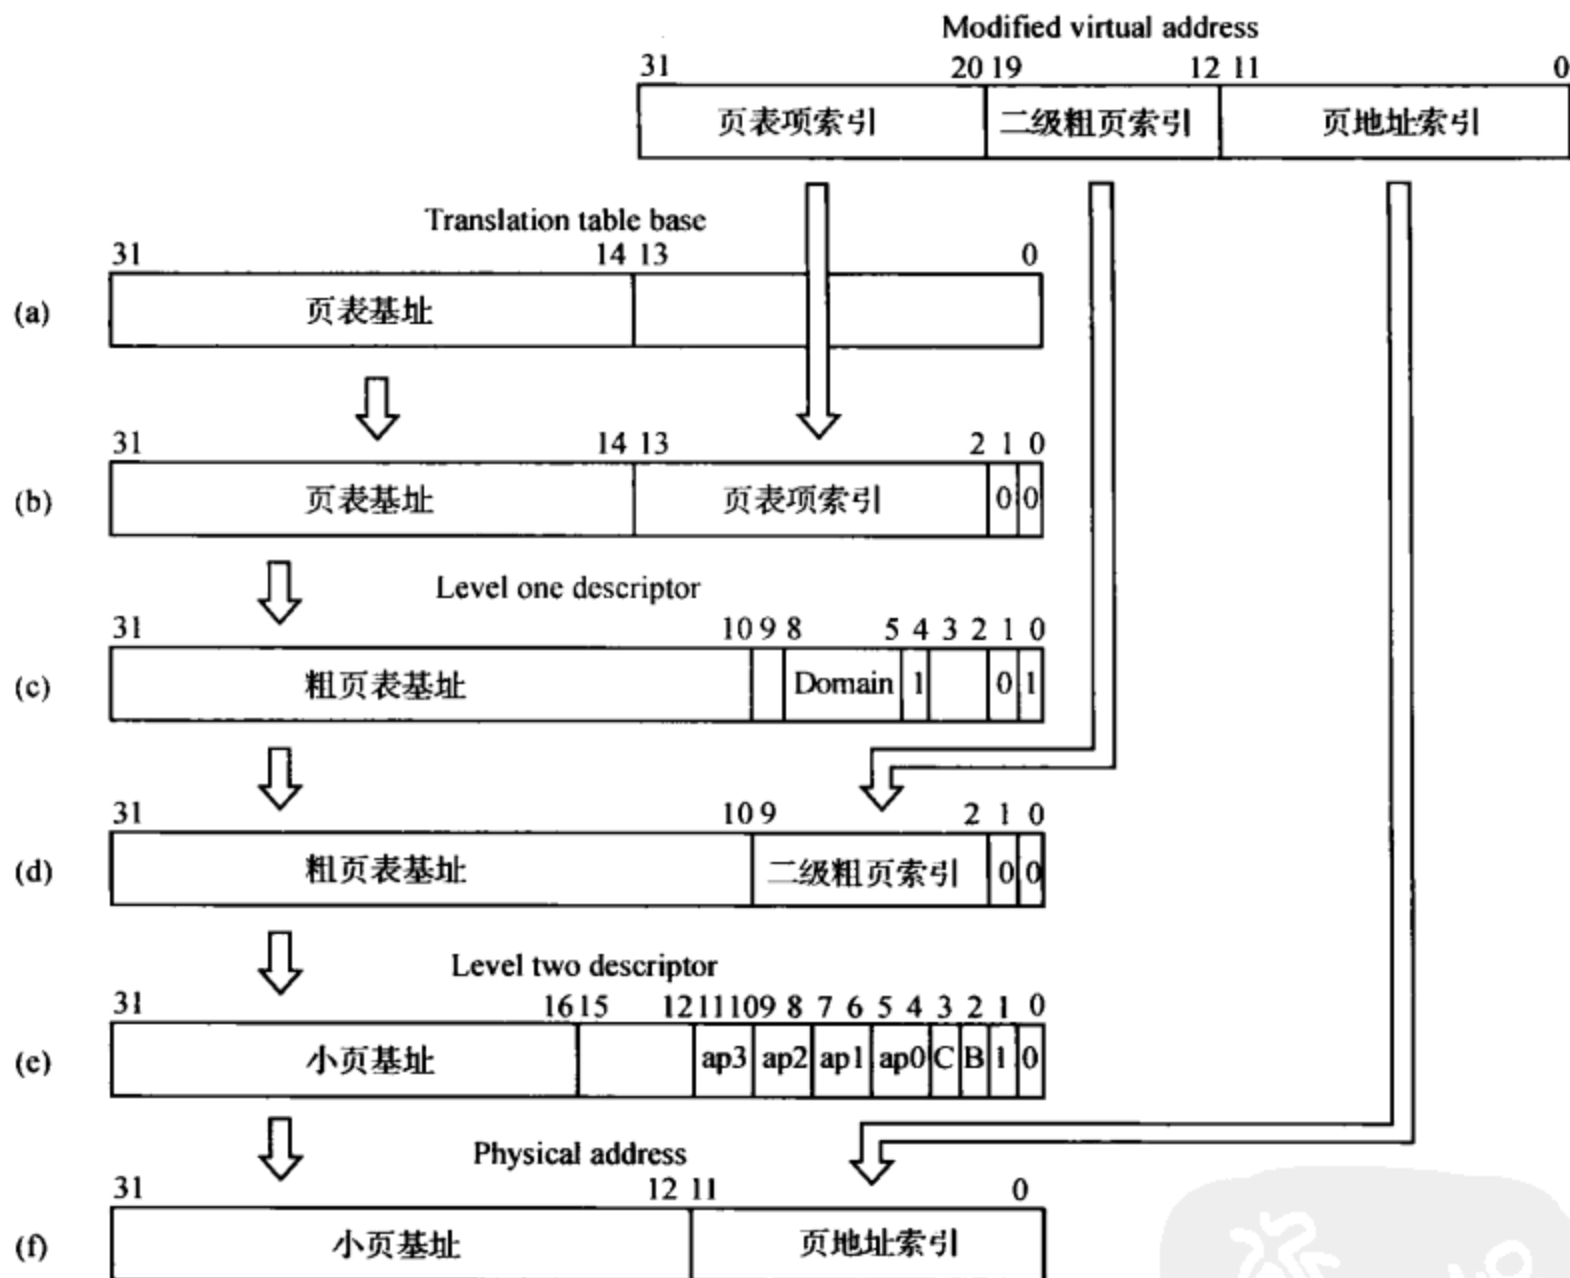 Modified virtual address
31 20 19 12 11 0
页表项索引 二级粗页索引 页地址索引
Translation table base
31 14 13 0
(a) 页表基址
31 14 13 2 1 0
(b) 页表基址 页表项索引 0 0
Level one descriptor
31 10 9 8 5 4 3 2 1 0
(c) 粗页表基址 Domain 1 0 1
31 10 9 2 1 0
(d) 粗页表基址 二级粗页索引 0 0
Level two descriptor
31 16 15 12 11 10 9 8 7 6 5 4 3 2 1 0
(e) 小页基址 ap3 ap2 ap1 ap0 C B 1 0
Physical address
31 12 11 0
(f) 小页基址 页地址索引